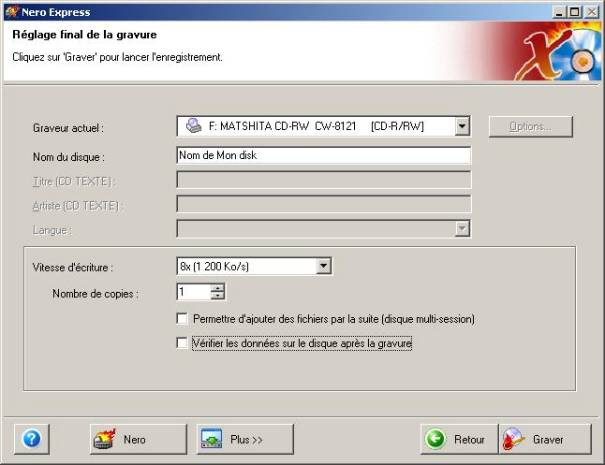 Nero Express
Réglage final de la gravure
Cliquez sur 'Graver' pour lancer l'enregistrement.
Graveur actuel : F: MATSHITA CD-RW CW-8121 [CD-R/RW] Options...
Nom du disque : Nom de Mon disk
Titre (CD TEXTE) :
Artiste (CD TEXTE) :
Langue :
Vitesse d'écriture : 8x (1 200 Ko/s)
Nombre de copies : 1
Permettre d'ajouter des fichiers par la suite (disque multi-session)
Vérifier les données sur le disque après la gravure
Nero Plus >> Retour Graver